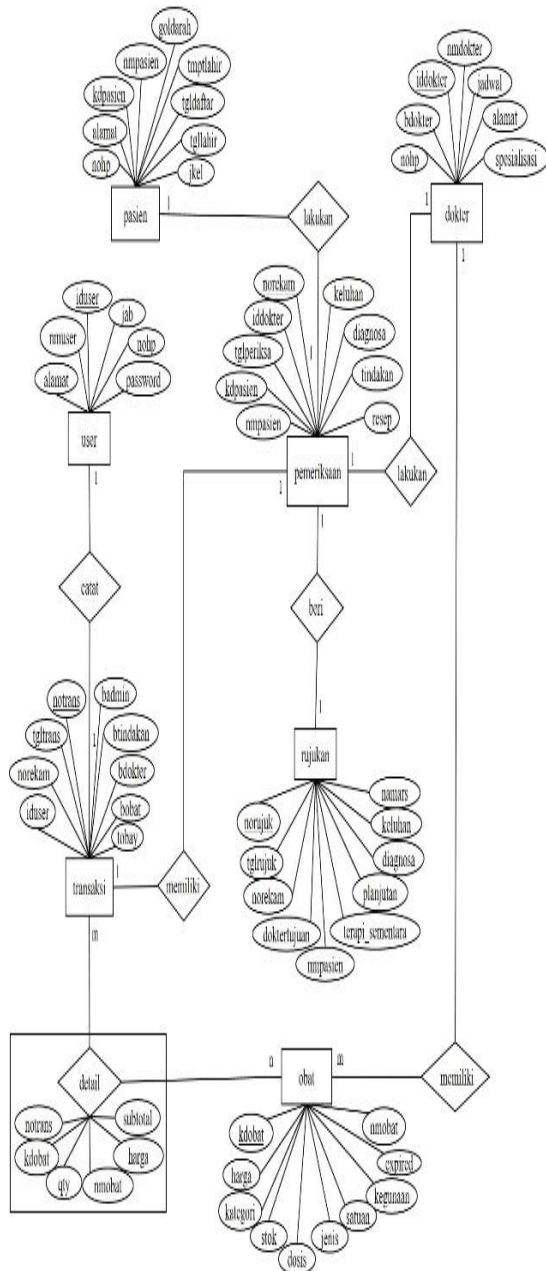 goldarah
nmpasien
tmptlahir
kdpasien
tgldaftar
alamat
tgllahir
nohp
jkel
pasien
1
lakukan
1
nmdokter
iddokter
jadwal
bdokter
alamat
nohp
spesialisasi
dokter
1
1
iduser
jab
nmuser
nohp
alamat
password
user
1
catat
1
norekam
keluhan
iddokter
diagnosa
tglperiksa
tindakan
kdpasien
resep
nmpasien
pemeriksaan
1
1
1
lakukan
beri
1
notrans
badmin
tgltrans
btindakan
norekam
bdokter
iduser
bobat
tobay
transaksi
1
m
memiliki
rujukan
norujuk
namars
keluhan
tglrujuk
diagnosa
norekam
planjutan
doktertujuan
terapi_sementara
nmpasien
detail
n
obat
m
memiliki
notrans
subtotal
kdobat
harga
qty
nmobat
kdobat
nmobat
harga
expired
kategori
kegunaan
stok
satuan
dosis
jenis